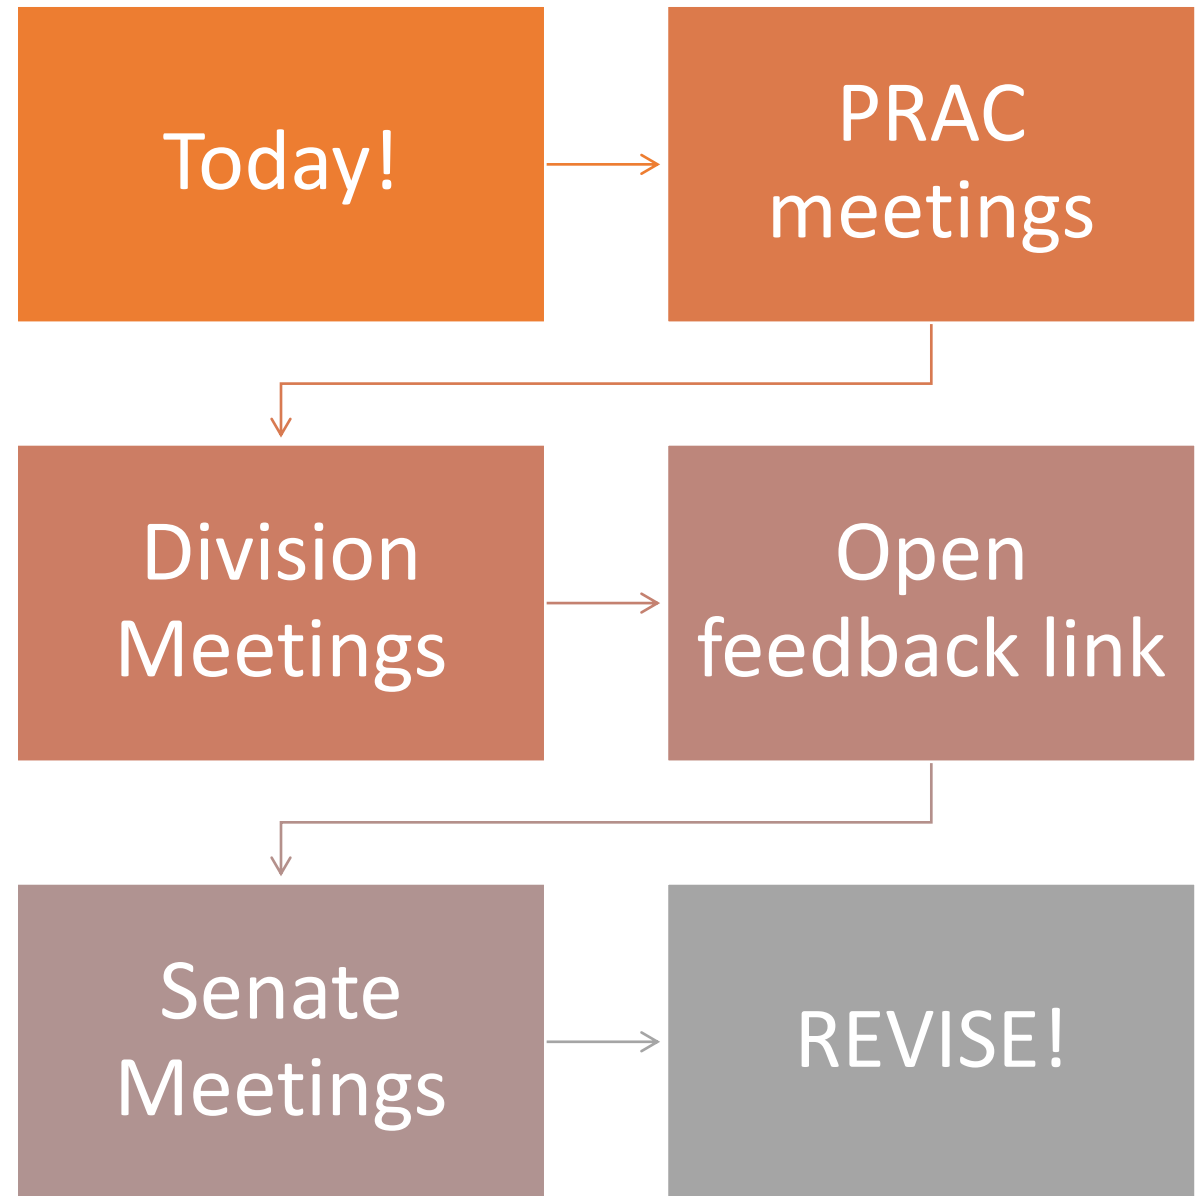 Today!
PRAC
meetings
Division
Meetings
Open
feedback link
Senate
Meetings
REVISE!